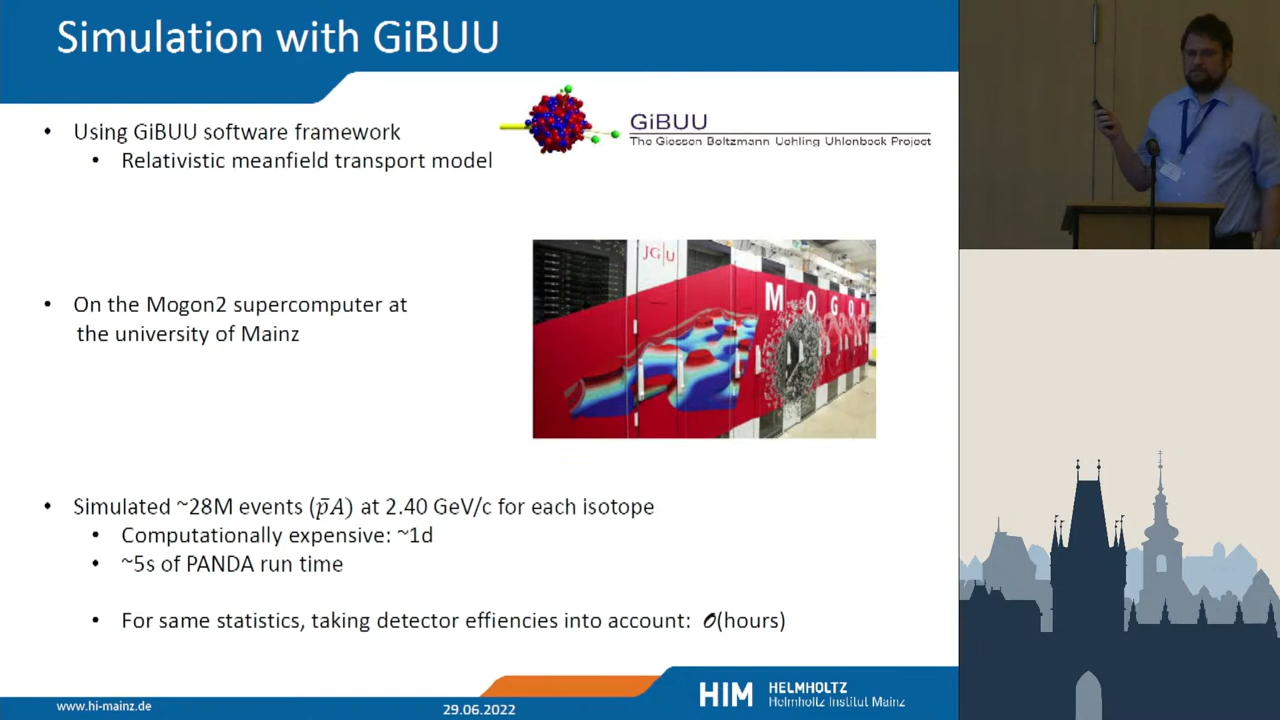 Simulation with GiBUU
• Using GiBUU software framework
• Relativistic meanfield transport model
GiBUU
The Giessen Boltzmann Uehling Uhlenbeck Project
• On the Mogon2 supercomputer at
the university of Mainz
JG|U
MOGON
• Simulated ~28M events (p̄A) at 2.40 GeV/c for each isotope
• Computationally expensive: ~1d
• ~5s of PANDA run time
• For same statistics, taking detector effiencies into account: 𝒪(hours)
www.hi-mainz.de
29.06.2022
HIM HELMHOLTZ
Helmholtz Institut Mainz